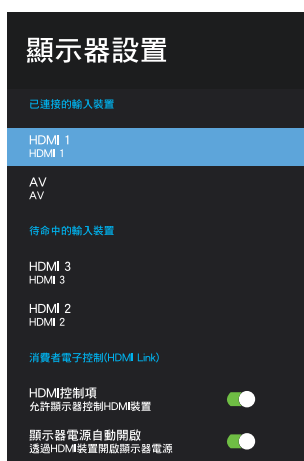 顯示器設置
已連接的輸入裝置
HDMI 1
HDMI 1
AV
AV
待命中的輸入裝置
HDMI 3
HDMI 3
HDMI 2
HDMI 2
消費者電子控制(HDMI Link)
HDMI控制項
允許顯示器控制HDMI裝置
顯示器電源自動開啟
透過HDMI裝置開啟顯示器電源